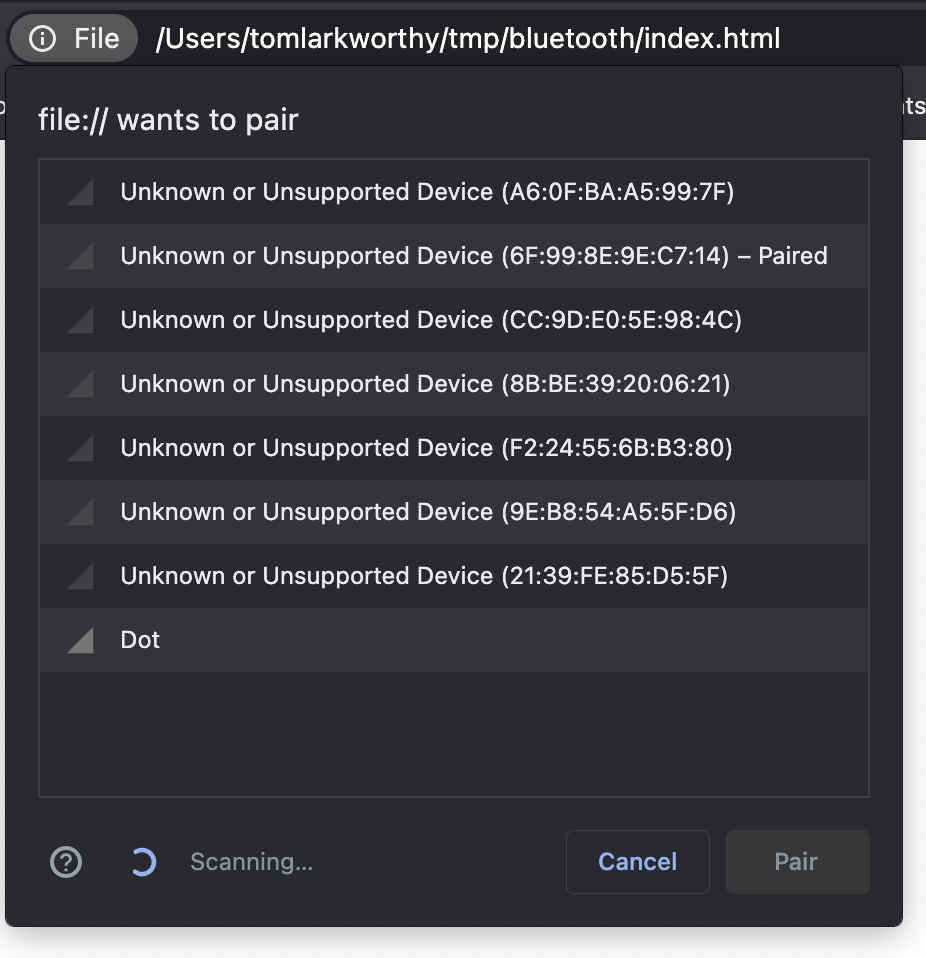 File /Users/tomlarkworthy/tmp/bluetooth/index.html
ts
file:// wants to pair
Unknown or Unsupported Device (A6:0F:BA:A5:99:7F)
Unknown or Unsupported Device (6F:99:8E:9E:C7:14) – Paired
Unknown or Unsupported Device (CC:9D:E0:5E:98:4C)
Unknown or Unsupported Device (8B:BE:39:20:06:21)
Unknown or Unsupported Device (F2:24:55:6B:B3:80)
Unknown or Unsupported Device (9E:B8:54:A5:5F:D6)
Unknown or Unsupported Device (21:39:FE:85:D5:5F)
Dot
Scanning... Cancel Pair